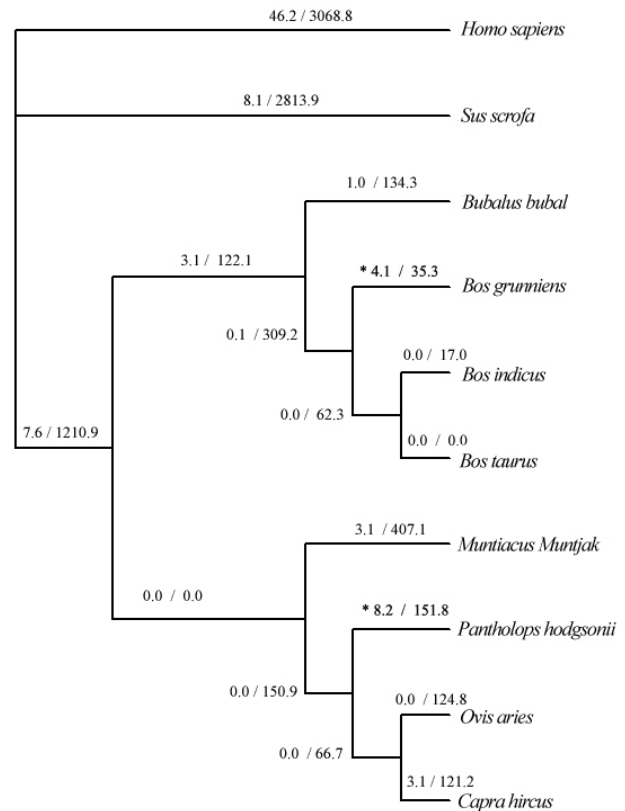 46.2 / 3068.8
Homo sapiens
8.1 / 2813.9
Sus scrofa
1.0 / 134.3
Bubalus bubal
3.1 / 122.1
* 4.1 / 35.3
Bos grunniens
0.1 / 309.2
0.0 / 17.0
Bos indicus
0.0 / 62.3
7.6 / 1210.9
0.0 / 0.0
Bos taurus
3.1 / 407.1
Muntiacus Muntjak
0.0 / 0.0
* 8.2 / 151.8
Pantholops hodgsonii
0.0 / 150.9
0.0 / 124.8
Ovis aries
0.0 / 66.7
3.1 / 121.2
Capra hircus